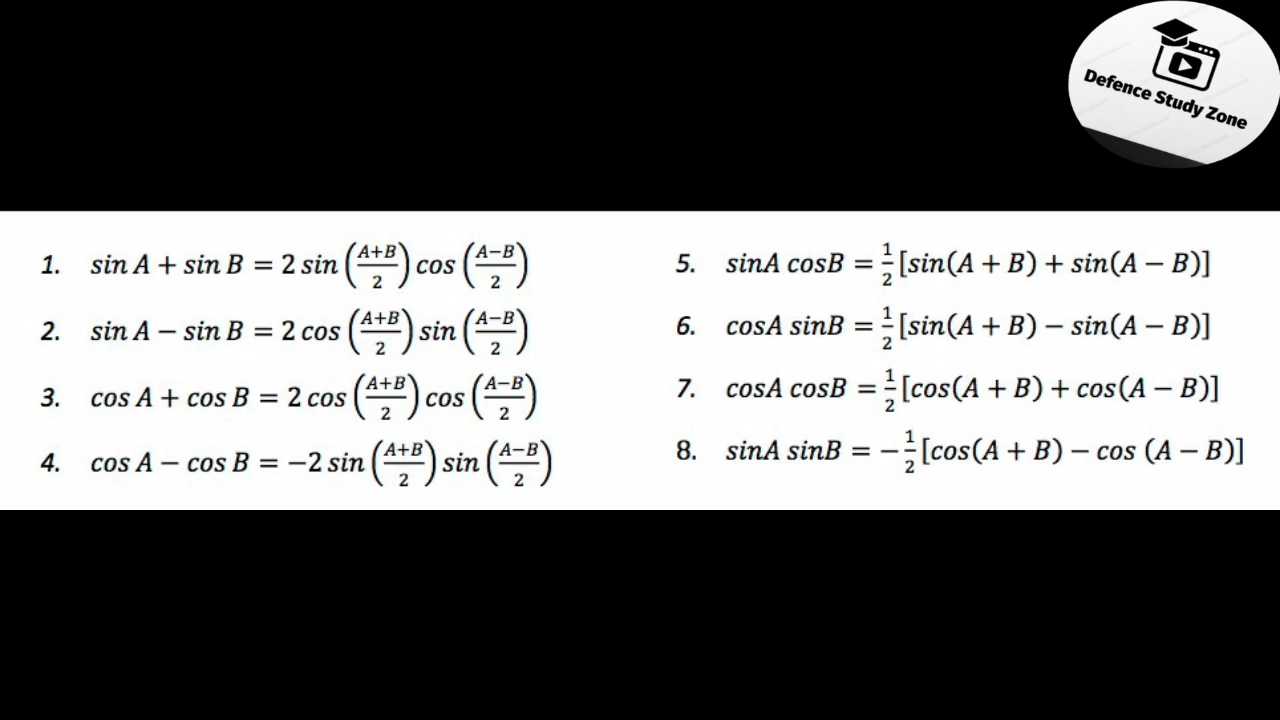 Defence Study Zone
1. sin A + sin B = 2 sin (A+B/2) cos (A−B/2)
2. sin A − sin B = 2 cos (A+B/2) sin (A−B/2)
3. cos A + cos B = 2 cos (A+B/2) cos (A−B/2)
4. cos A − cos B = −2 sin (A+B/2) sin (A−B/2)
5. sinA cosB = 1/2 [sin(A + B) + sin(A − B)]
6. cosA sinB = 1/2 [sin(A + B) − sin(A − B)]
7. cosA cosB = 1/2 [cos(A + B) + cos(A − B)]
8. sinA sinB = −1/2 [cos(A + B) − cos (A − B)]